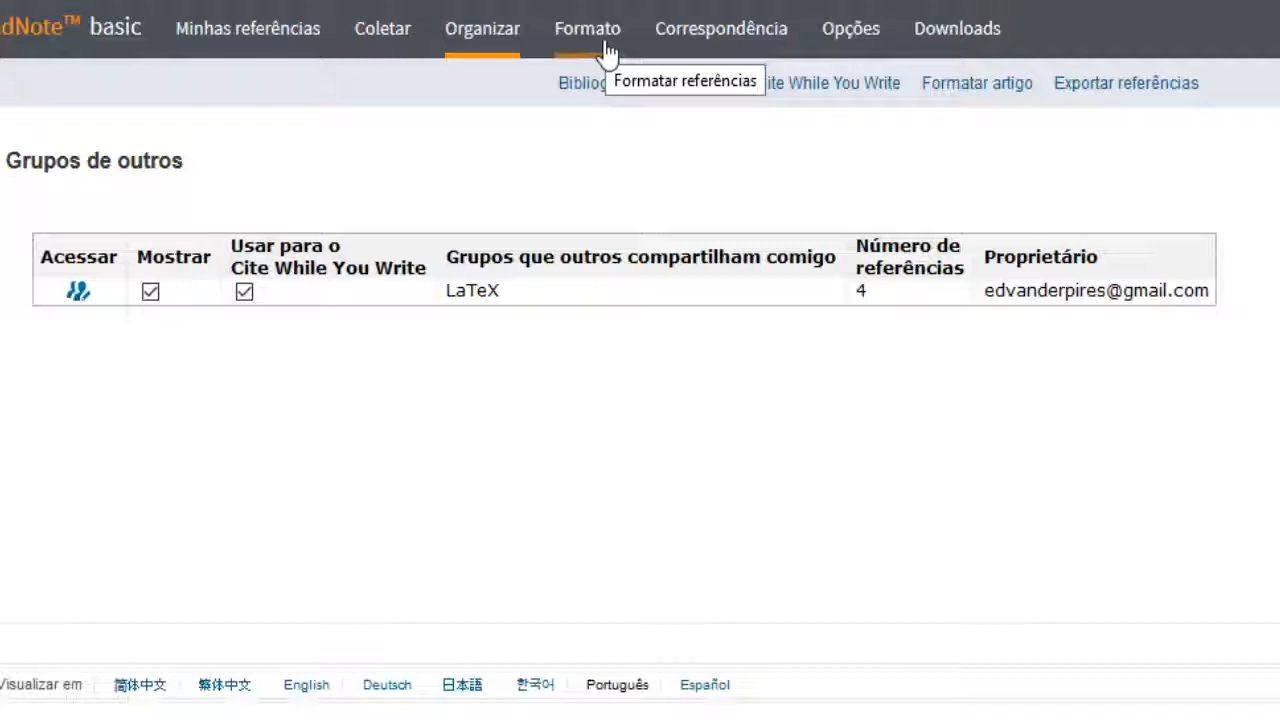 dNote™ basic Minhas referências Coletar Organizar Formato Correspondência Opções Downloads
Formatar referências
Bibliog ite While You Write Formatar artigo Exportar referências
Grupos de outros
Acessar Mostrar Usar para o Cite While You Write Grupos que outros compartilham comigo Número de referências Proprietário
LaTeX 4 edvanderpires@gmail.com
Visualizar em 简体中文 繁体中文 English Deutsch 日本語 한국어 Português Español